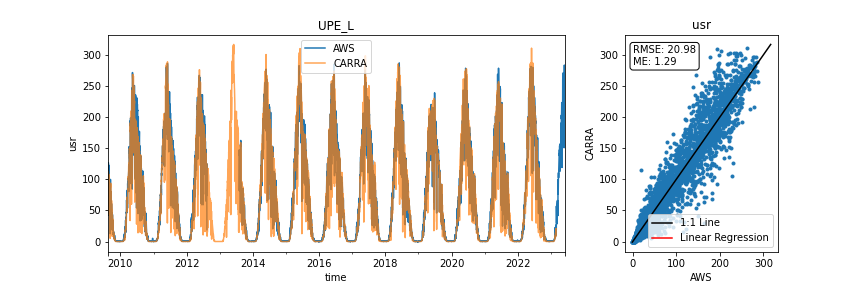 UPE_L
usr
AWS
CARRA
300
250
200
150
100
50
0
usr
2010
2012
2014
2016
2018
2020
2022
time
usr
RMSE: 20.98
ME: 1.29
300
250
200
150
100
50
0
CARRA
1:1 Line
Linear Regression
0
100
200
300
AWS